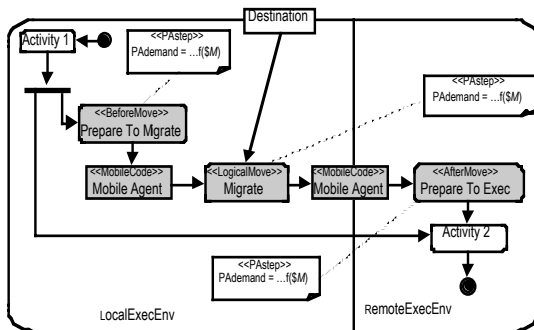 Destination
Activity 1
<<PAstep>>
PAdemand = ...f($M)
<<PAstep>>
PAdemand = ...f($M)
<<BeforeMove>>
Prepare To Mgrate
<<MobileCode>>
Mobile Agent
<<LogicalMove>>
Migrate
<<MobileCode>>
Mobile Agent
<<AfterMove>>
Prepare To Exec
Activity 2
<<PAstep>>
PAdemand = ...f($M)
LocalExecEnv
RemoteExecEnv